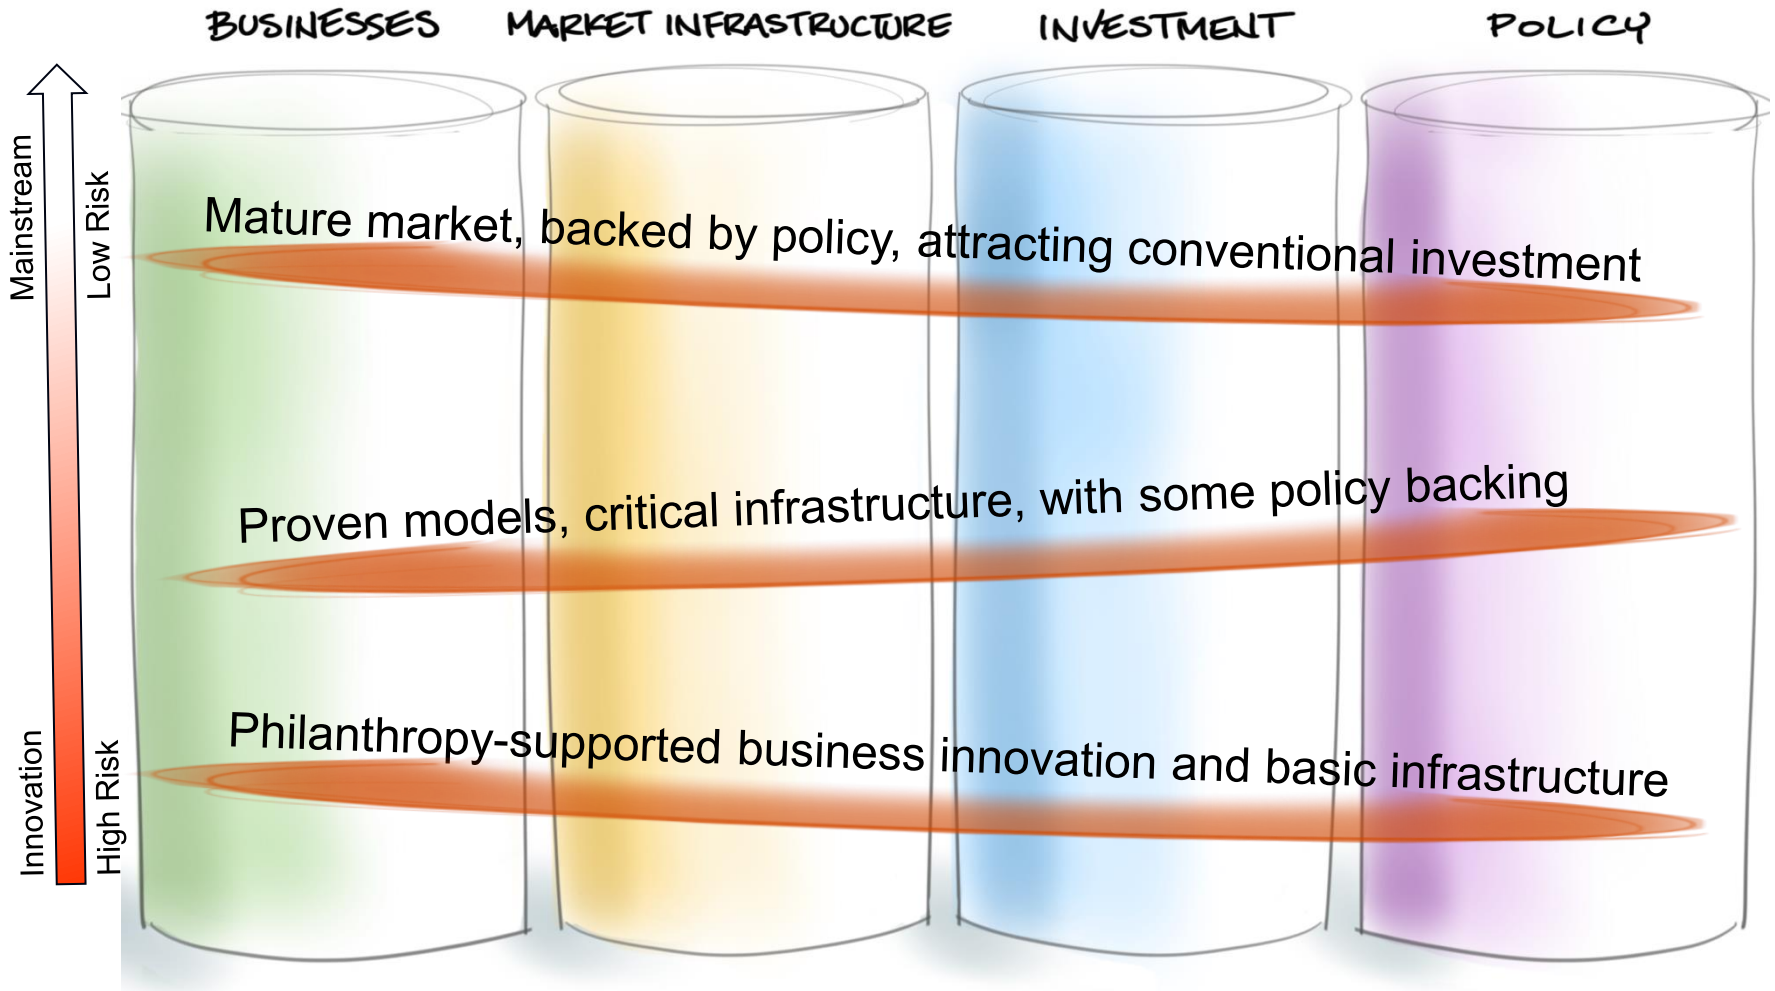 BUSINESSES
MARKET INFRASTRUCTURE
INVESTMENT
POLICY
Mainstream
Low Risk
Mature market, backed by policy, attracting conventional investment
Proven models, critical infrastructure, with some policy backing
Philanthropy-supported business innovation and basic infrastructure
Innovation
High Risk